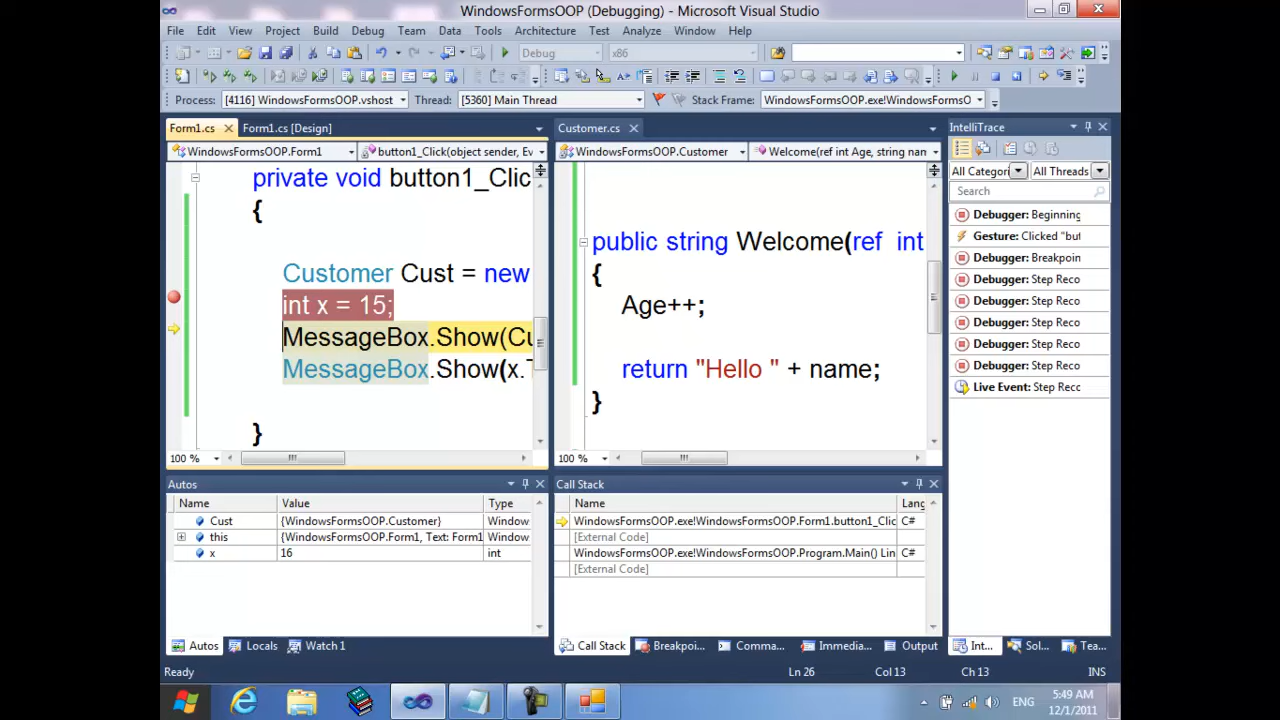 WindowsFormsOOP (Debugging) - Microsoft Visual Studio
File Edit View Project Build Debug Team Data Tools Architecture Test Analyze Window Help
Debug x86
Process: [4116] WindowsFormsOOP.vshost Thread: [5360] Main Thread Stack Frame: WindowsFormsOOP.exe!WindowsFormsO
Form1.cs Form1.cs [Design]
WindowsFormsOOP.Form1 button1_Click(object sender, Ev
private void button1_Clic
{
Customer Cust = new
int x = 15;
MessageBox.Show(Cu
MessageBox.Show(x.T
}
100 %
Customer.cs
WindowsFormsOOP.Customer Welcome(ref int Age, string nam
public string Welcome(ref int
{
Age++;
return "Hello " + name;
}
100 %
IntelliTrace
All Categori All Threads
Search
Debugger: Beginning
Gesture: Clicked "but
Debugger: Breakpoin
Debugger: Step Reco
Debugger: Step Reco
Debugger: Step Reco
Debugger: Step Reco
Debugger: Step Reco
Live Event: Step Recc
Autos
Name Value Type
Cust {WindowsFormsOOP.Customer} Window
this {WindowsFormsOOP.Form1, Text: Form1 Window
x 16 int
Autos Locals Watch 1
Call Stack
Name Lang
WindowsFormsOOP.exe!WindowsFormsOOP.Form1.button1_Clic C#
[External Code]
WindowsFormsOOP.exe!WindowsFormsOOP.Program.Main() Lin C#
[External Code]
Call Stack Breakpoi... Comma... Immedia... Output
Int... Sol... Tea...
Ready Ln 26 Col 13 Ch 13 INS
ENG
5:49 AM
12/1/2011